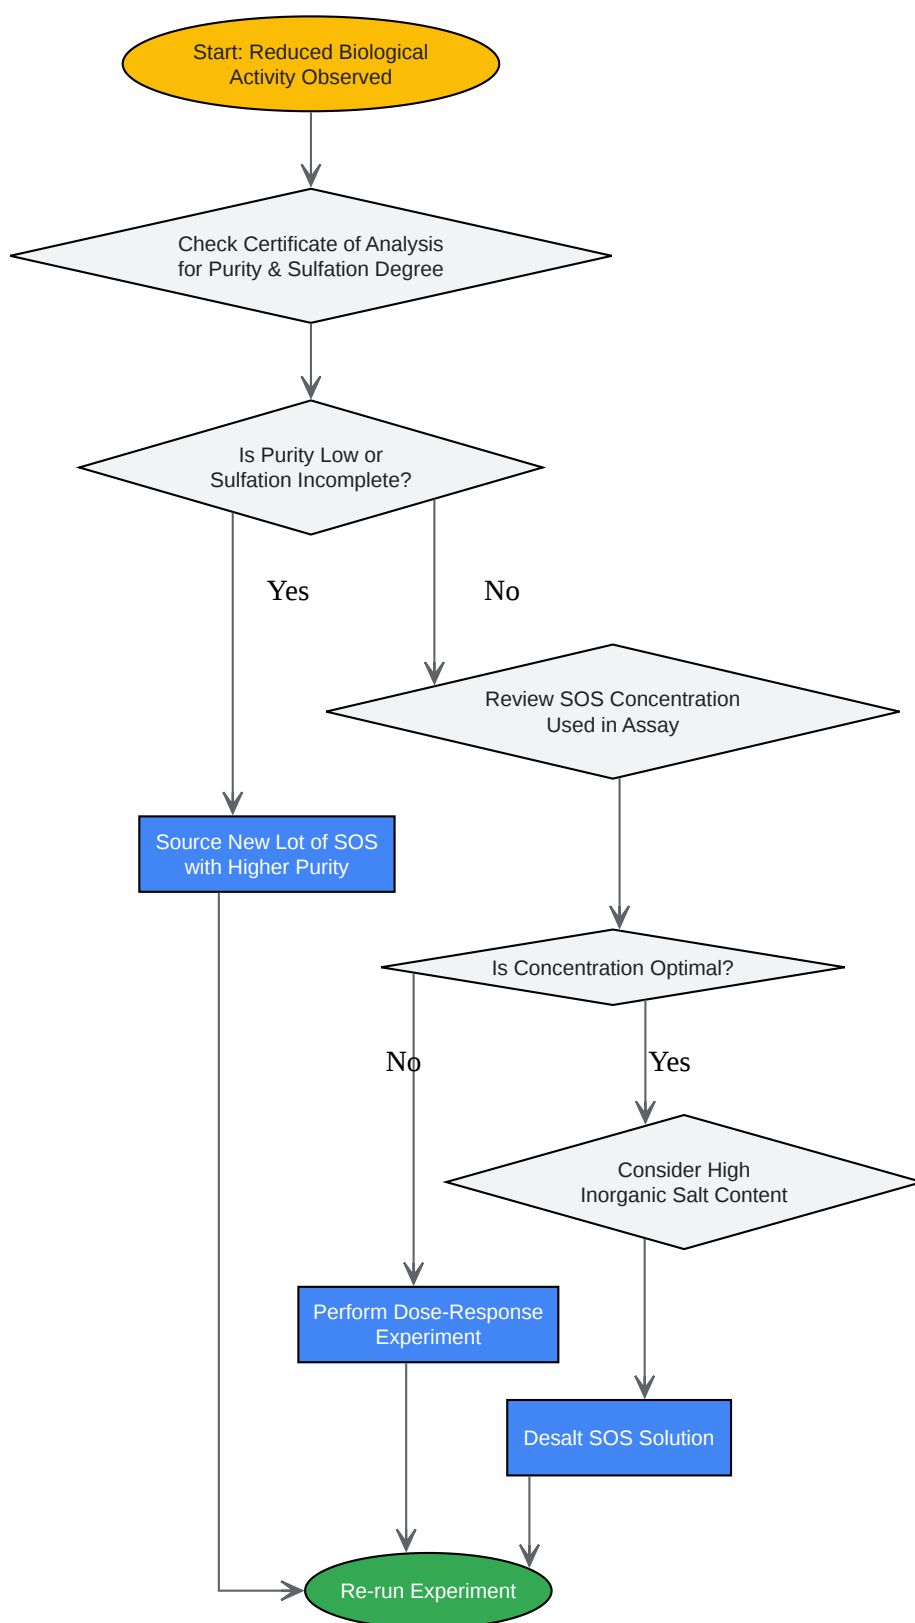 Start: Reduced Biological
Activity Observed
Check Certificate of Analysis
for Purity & Sulfation Degree
Is Purity Low or
Sulfation Incomplete?
Yes
No
Review SOS Concentration
Used in Assay
Source New Lot of SOS
with Higher Purity
Is Concentration Optimal?
No
Yes
Consider High
Inorganic Salt Content
Perform Dose-Response
Experiment
Desalt SOS Solution
Re-run Experiment